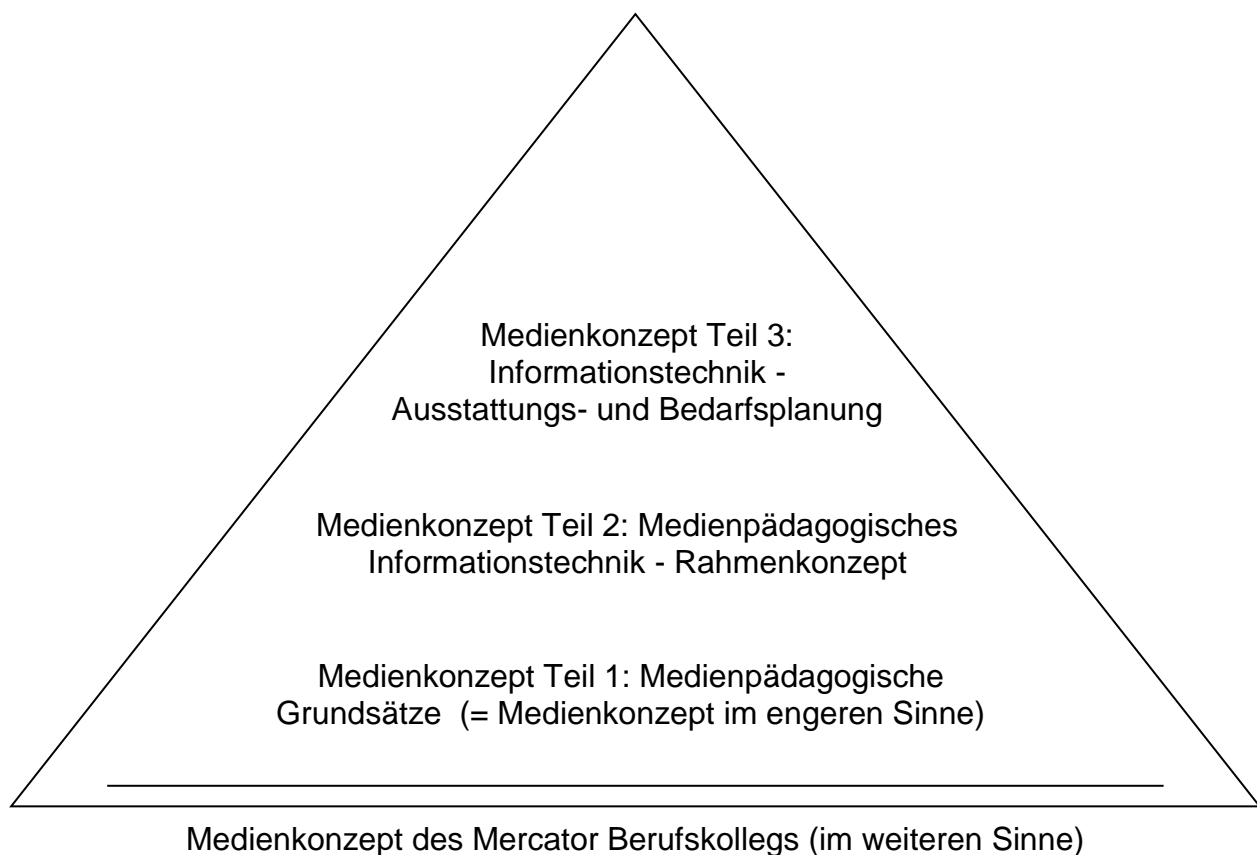 Medienkonzept Teil 3:
Informationstechnik -
Ausstattungs- und Bedarfsplanung
Medienkonzept Teil 2: Medienpädagogisches
Informationstechnik - Rahmenkonzept
Medienkonzept Teil 1: Medienpädagogische
Grundsätze  (= Medienkonzept im engeren Sinne)
Medienkonzept des Mercator Berufskollegs (im weiteren Sinne)